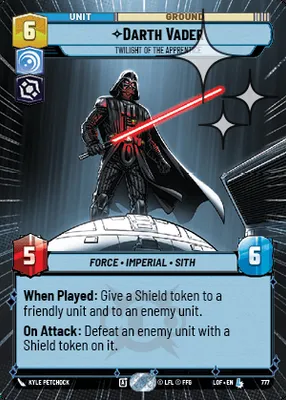 UNIT
GROUND
6
✧DARTH VADER
TWILIGHT OF THE APPRENTICE
5
6
FORCE • IMPERIAL • SITH
When Played: Give a Shield token to a
friendly unit and to an enemy unit.
On Attack: Defeat an enemy unit with a
Shield token on it.
KYLE PETCHOCK
© LFL © FFG
LOF • EN
777